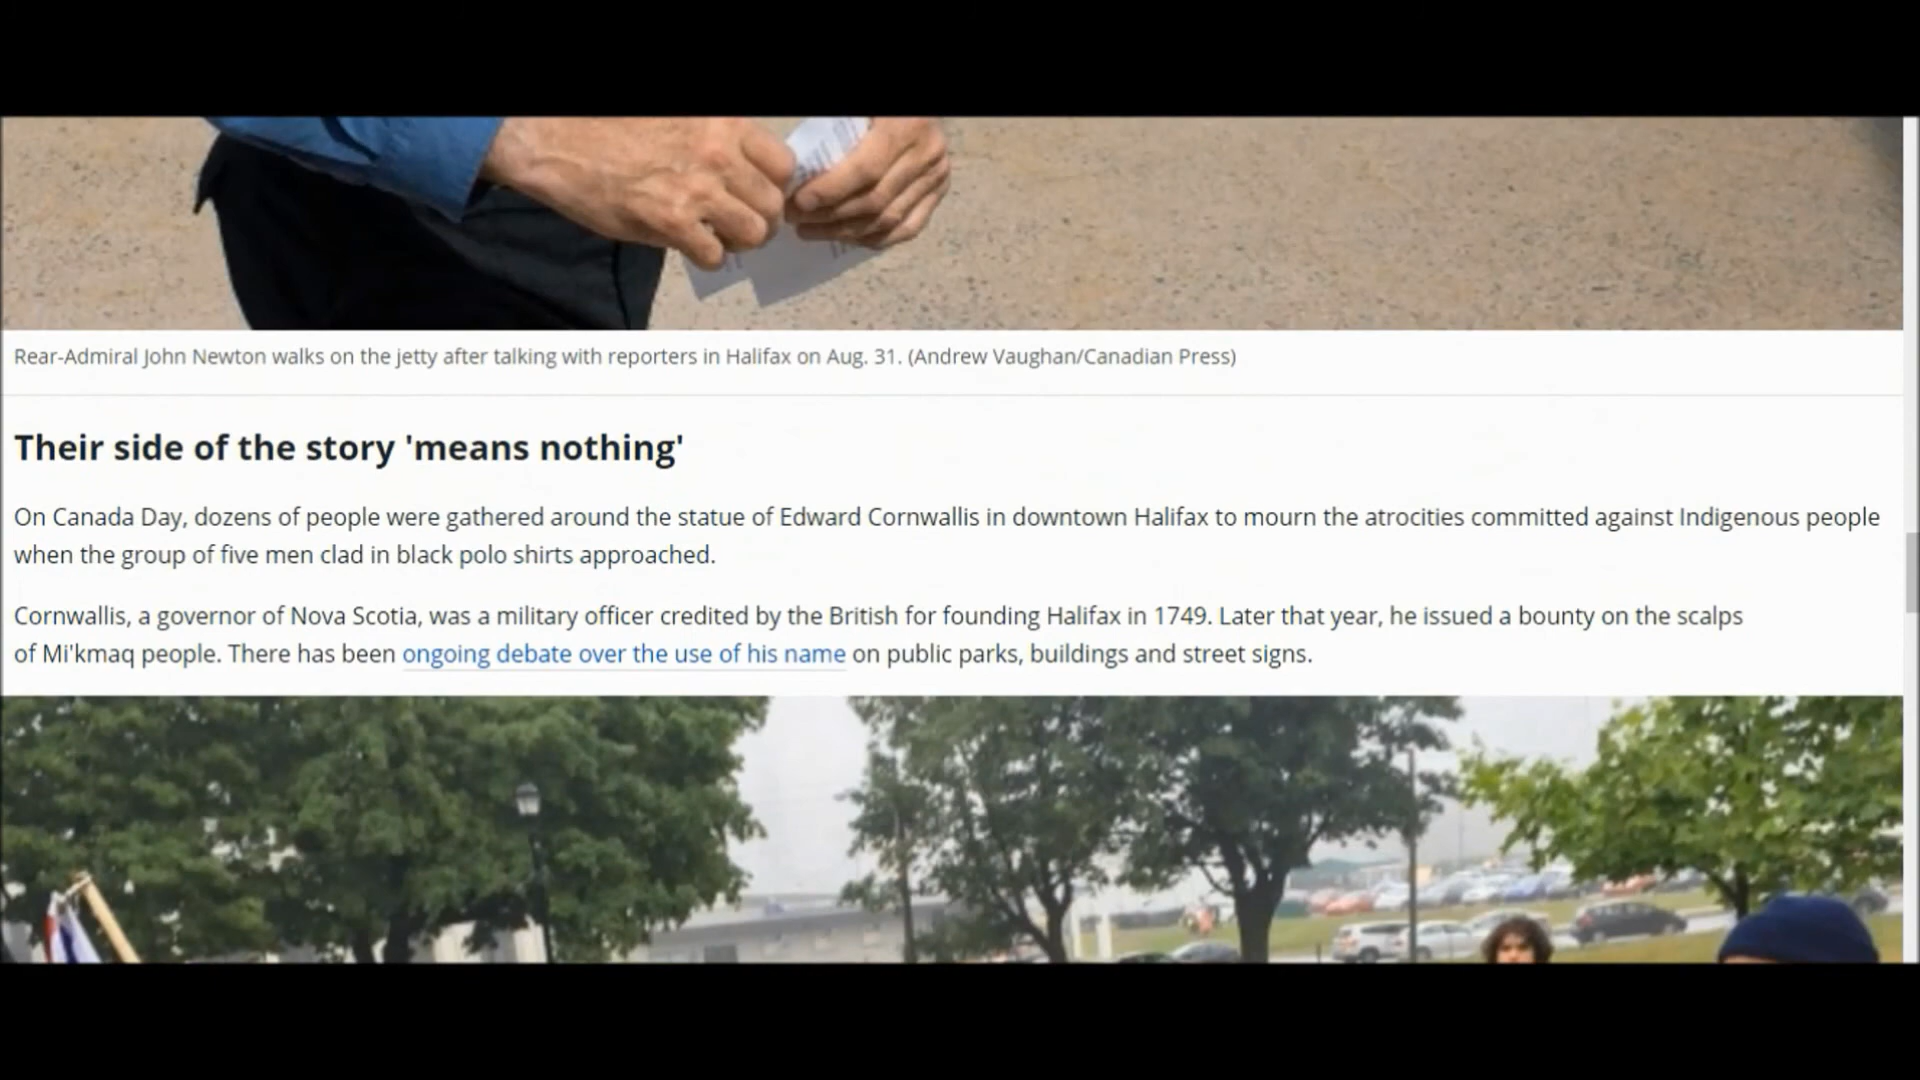 Rear-Admiral John Newton walks on the jetty after talking with reporters in Halifax on Aug. 31. (Andrew Vaughan/Canadian Press)
Their side of the story 'means nothing'
On Canada Day, dozens of people were gathered around the statue of Edward Cornwallis in downtown Halifax to mourn the atrocities committed against Indigenous people
when the group of five men clad in black polo shirts approached.
Cornwallis, a governor of Nova Scotia, was a military officer credited by the British for founding Halifax in 1749. Later that year, he issued a bounty on the scalps
of Mi'kmaq people. There has been ongoing debate over the use of his name on public parks, buildings and street signs.